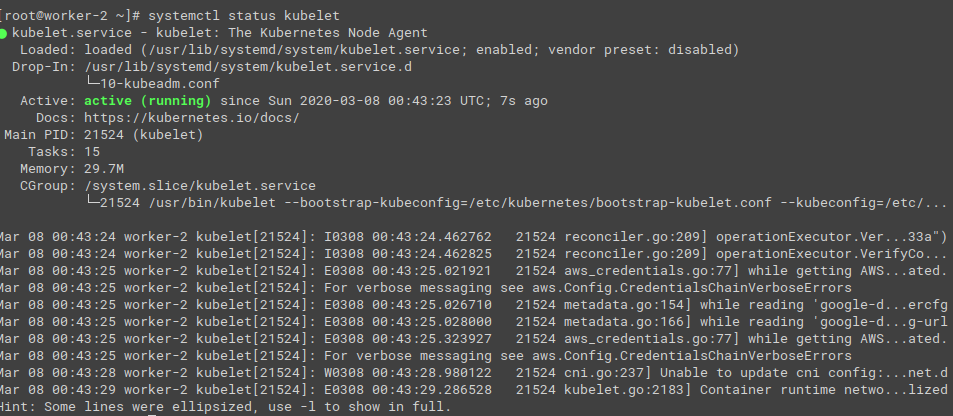 [root@worker-2 ~]# systemctl status kubelet
● kubelet.service - kubelet: The Kubernetes Node Agent
Loaded: loaded (/usr/lib/systemd/system/kubelet.service; enabled; vendor preset: disabled)
Drop-In: /usr/lib/systemd/system/kubelet.service.d
└─10-kubeadm.conf
Active: active (running) since Sun 2020-03-08 00:43:23 UTC; 7s ago
Docs: https://kubernetes.io/docs/
Main PID: 21524 (kubelet)
Tasks: 15
Memory: 29.7M
CGroup: /system.slice/kubelet.service
└─21524 /usr/bin/kubelet --bootstrap-kubeconfig=/etc/kubernetes/bootstrap-kubelet.conf --kubeconfig=/etc/...
Mar 08 00:43:24 worker-2 kubelet[21524]: I0308 00:43:24.462762 21524 reconciler.go:209] operationExecutor.Ver...33a")
Mar 08 00:43:24 worker-2 kubelet[21524]: I0308 00:43:24.462825 21524 reconciler.go:209] operationExecutor.VerifyCo...
Mar 08 00:43:25 worker-2 kubelet[21524]: E0308 00:43:25.021921 21524 aws_credentials.go:77] while getting AWS...ated.
Mar 08 00:43:25 worker-2 kubelet[21524]: For verbose messaging see aws.Config.CredentialsChainVerboseErrors
Mar 08 00:43:25 worker-2 kubelet[21524]: E0308 00:43:25.026710 21524 metadata.go:154] while reading 'google-d...ercfg
Mar 08 00:43:25 worker-2 kubelet[21524]: E0308 00:43:25.028000 21524 metadata.go:166] while reading 'google-d...g-url
Mar 08 00:43:25 worker-2 kubelet[21524]: E0308 00:43:25.323927 21524 aws_credentials.go:77] while getting AWS...ated.
Mar 08 00:43:25 worker-2 kubelet[21524]: For verbose messaging see aws.Config.CredentialsChainVerboseErrors
Mar 08 00:43:28 worker-2 kubelet[21524]: W0308 00:43:28.980122 21524 cni.go:237] Unable to update cni config:...net.d
Mar 08 00:43:29 worker-2 kubelet[21524]: E0308 00:43:29.286528 21524 kubelet.go:2183] Container runtime netwo...lized
Hint: Some lines were ellipsized, use -l to show in full.